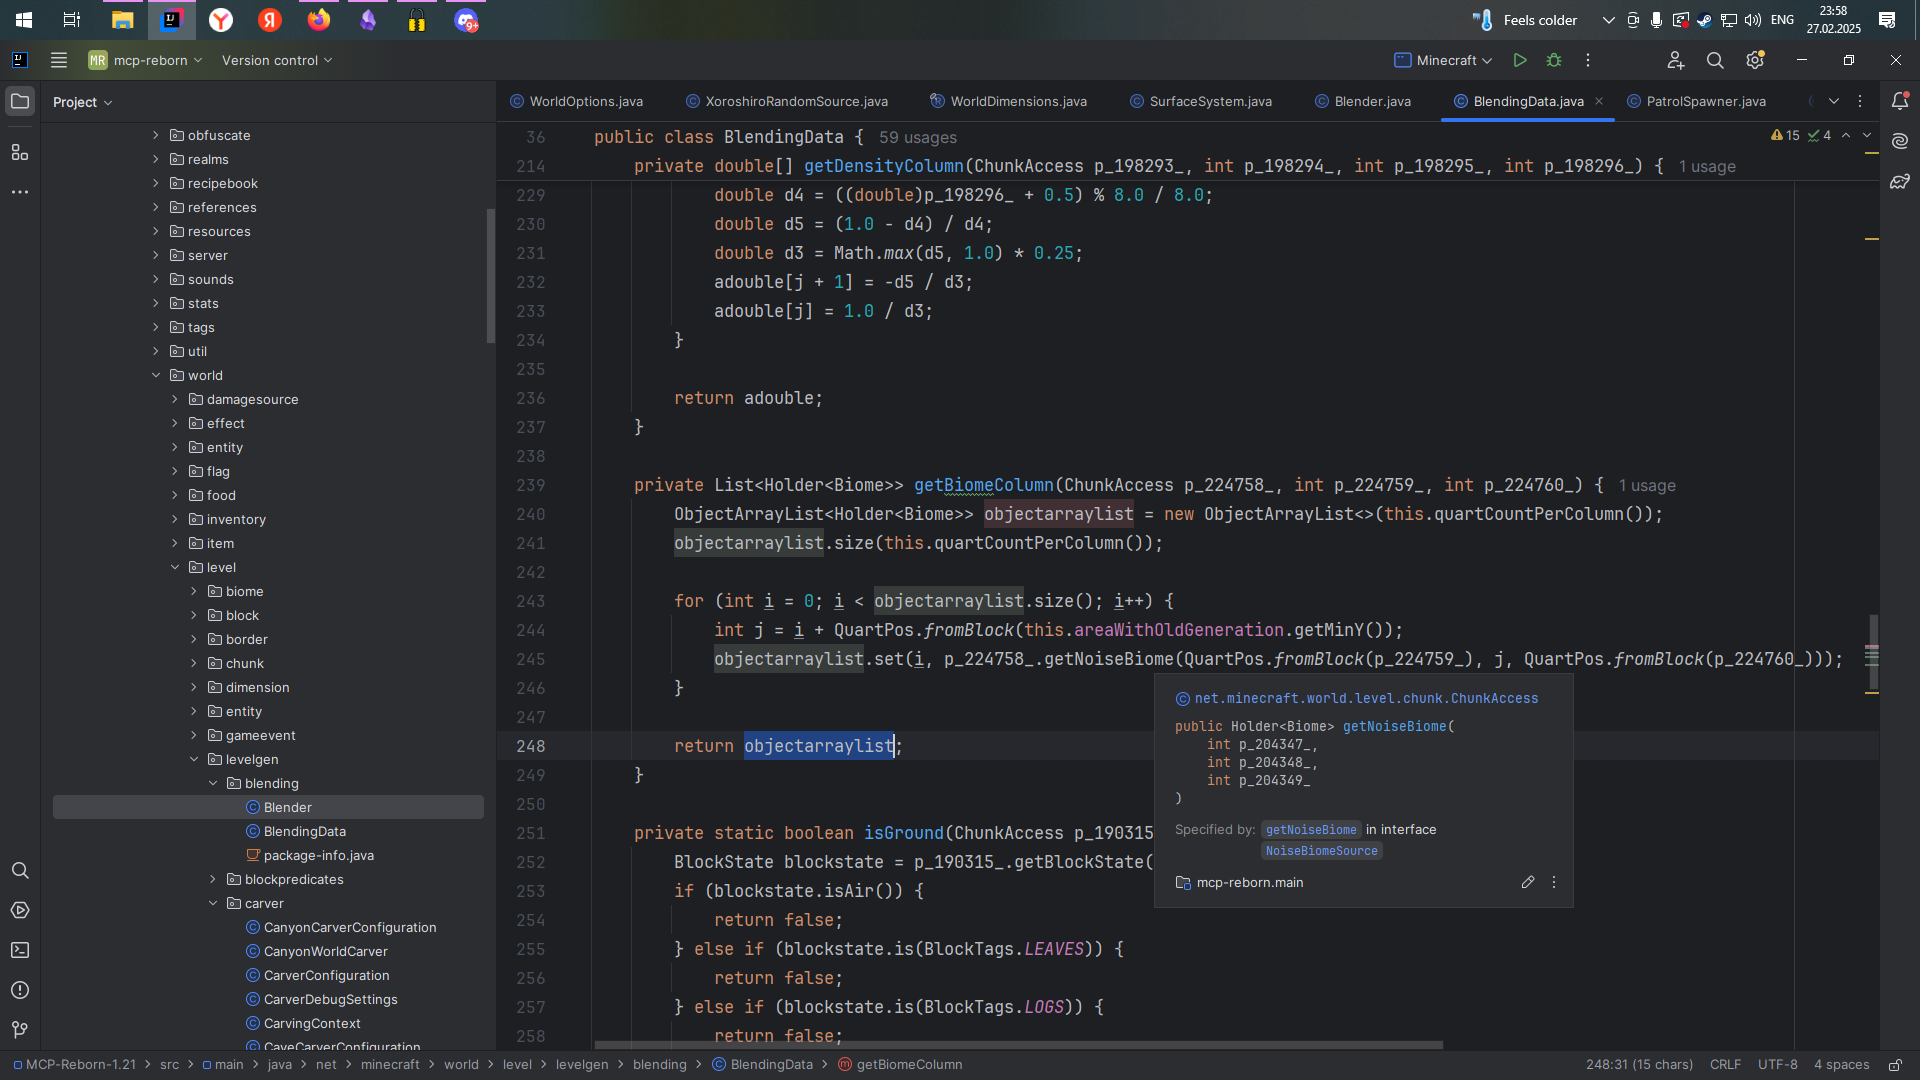 Feels colder
ENG
23:58
27.02.2025
9+
MR mcp-reborn
Version control
Minecraft
Project
obfuscate
realms
recipebook
references
resources
server
sounds
stats
tags
util
world
damagesource
effect
entity
flag
food
inventory
item
level
biome
block
border
chunk
dimension
entity
gameevent
levelgen
blending
Blender
BlendingData
package-info.java
blockpredicates
carver
CanyonCarverConfiguration
CanyonWorldCarver
CarverConfiguration
CarverDebugSettings
CarvingContext
CaveCarverConfiguration
WorldOptions.java
XoroshiroRandomSource.java
WorldDimensions.java
SurfaceSystem.java
Blender.java
BlendingData.java
PatrolSpawner.java
15 4
36 public class BlendingData { 59 usages
214 private double[] getDensityColumn(ChunkAccess p_198293_, int p_198294_, int p_198295_, int p_198296_) { 1 usage
229 double d4 = ((double)p_198296_ + 0.5) % 8.0 / 8.0;
230 double d5 = (1.0 - d4) / d4;
231 double d3 = Math.max(d5, 1.0) * 0.25;
232 adouble[j + 1] = -d5 / d3;
233 adouble[j] = 1.0 / d3;
234 }
235
236 return adouble;
237 }
238
239 private List<Holder<Biome>> getBiomeColumn(ChunkAccess p_224758_, int p_224759_, int p_224760_) { 1 usage
240 ObjectArrayList<Holder<Biome>> objectarraylist = new ObjectArrayList<>(this.quartCountPerColumn());
241 objectarraylist.size(this.quartCountPerColumn());
242
243 for (int i = 0; i < objectarraylist.size(); i++) {
244 int j = i + QuartPos.fromBlock(this.areaWithOldGeneration.getMinY());
245 objectarraylist.set(i, p_224758_.getNoiseBiome(QuartPos.fromBlock(p_224759_), j, QuartPos.fromBlock(p_224760_)));
246 }
247
248 return objectarraylist;
249 }
250
251 private static boolean isGround(ChunkAccess p_190315
252 BlockState blockstate = p_190315_.getBlockState(
253 if (blockstate.isAir()) {
254 return false;
255 } else if (blockstate.is(BlockTags.LEAVES)) {
256 return false;
257 } else if (blockstate.is(BlockTags.LOGS)) {
258 return false;
net.minecraft.world.level.chunk.ChunkAccess
public Holder<Biome> getNoiseBiome(
int p_204347_,
int p_204348_,
int p_204349_
)
Specified by: getNoiseBiome in interface
NoiseBiomeSource
mcp-reborn.main
MCP-Reborn-1.21 > src > main > java > net > minecraft > world > level > levelgen > blending > BlendingData > getBiomeColumn
248:31 (15 chars) CRLF UTF-8 4 spaces